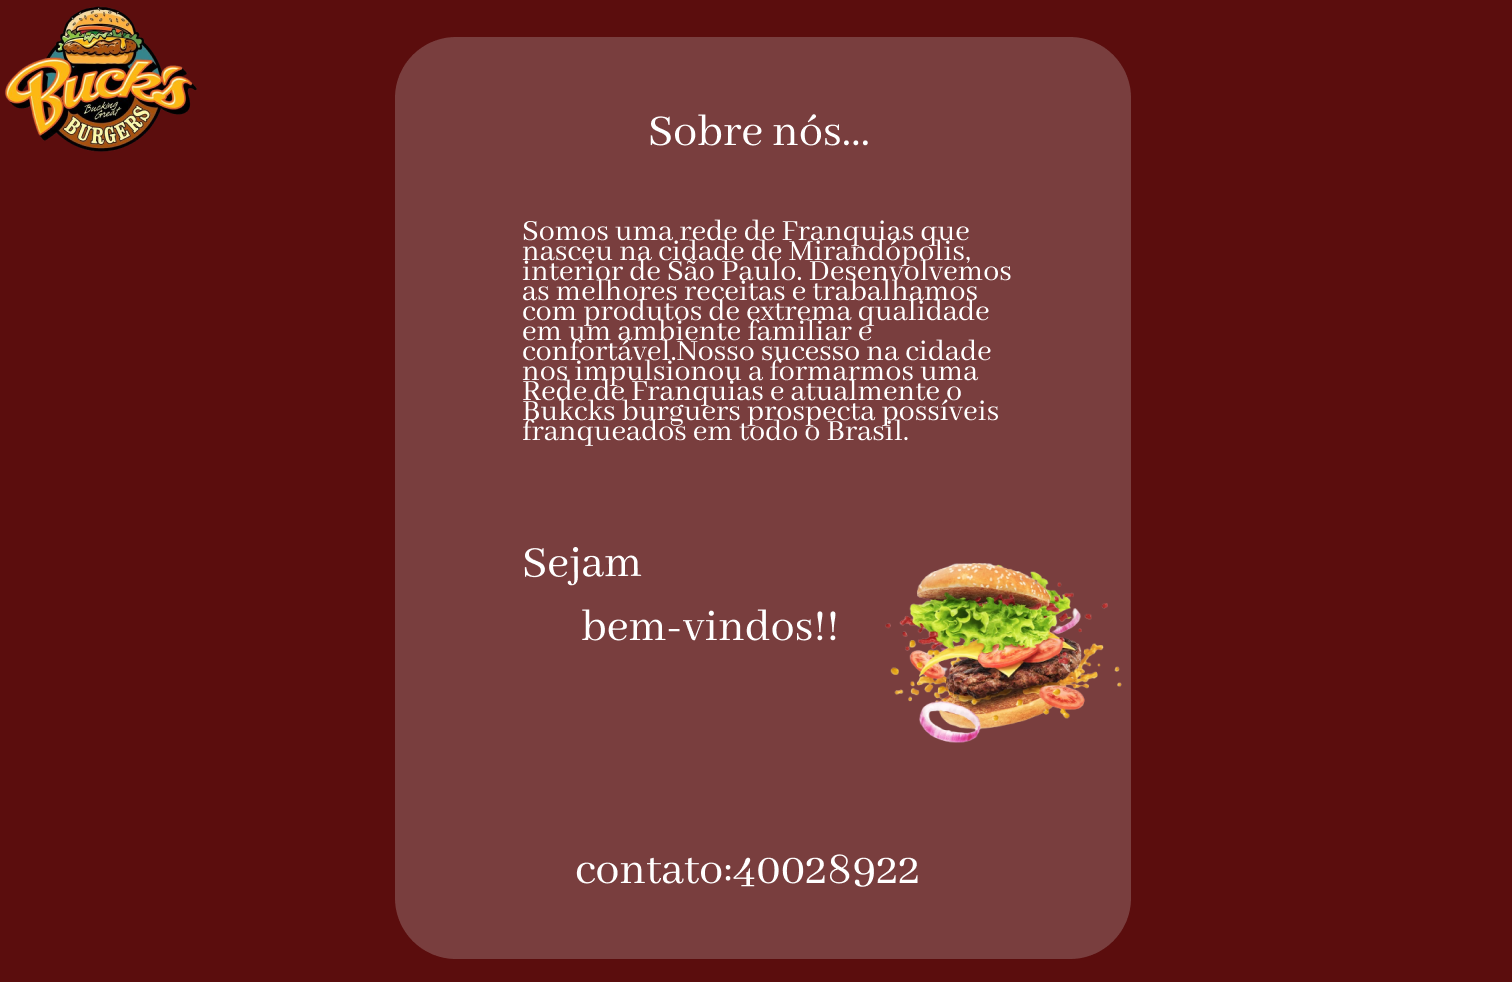 Buck's
Bucking
Great
BURGERS
Sobre nós...
Somos uma rede de Franquias que
nasceu na cidade de Mirandópolis,
interior de São Paulo. Desenvolvemos
as melhores receitas e trabalhamos
com produtos de extrema qualidade
em um ambiente familiar e
confortável.Nosso sucesso na cidade
nos impulsionou a formarmos uma
Rede de Franquias e atualmente o
Bukcks burguers prospecta possíveis
franqueados em todo o Brasil.
Sejam
bem-vindos!!
contato:40028922